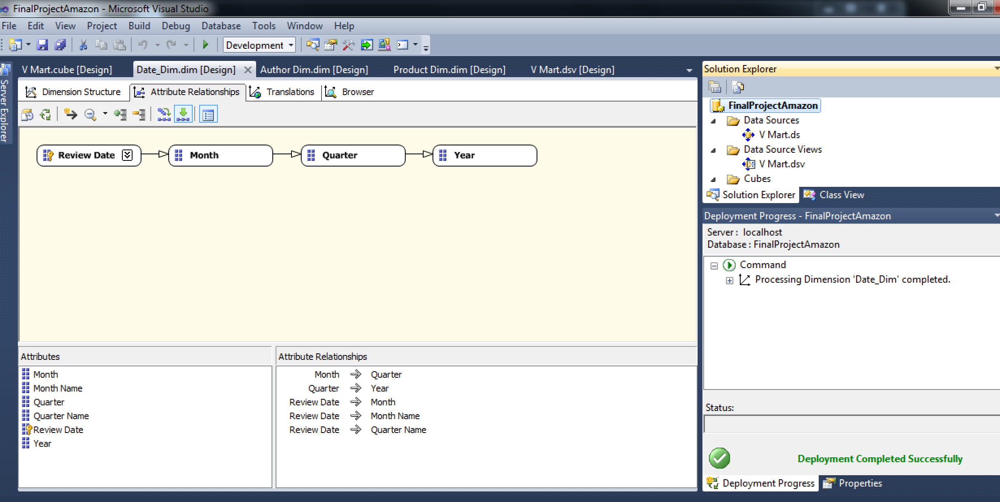 FinalProjectAmazon - Microsoft Visual Studio
File Edit View Project Build Debug Database Tools Window Help
Development
Server Explorer
V Mart.cube [Design] Date_Dim.dim [Design] Author Dim.dim [Design] Product Dim.dim [Design] V Mart.dsv [Design]
Dimension Structure Attribute Relationships Translations Browser
Review Date Month Quarter Year
Attributes
Month
Month Name
Quarter
Quarter Name
Review Date
Year
Attribute Relationships
Month Quarter
Quarter Year
Review Date Month
Review Date Month Name
Review Date Quarter Name
Solution Explorer
FinalProjectAmazon
Data Sources
V Mart.ds
Data Source Views
V Mart.dsv
Cubes
Solution Explorer Class View
Deployment Progress - FinalProjectAmazon
Server : localhost
Database : FinalProjectAmazon
Command
Processing Dimension 'Date_Dim' completed.
Status:
Deployment Completed Successfully
Deployment Progress Properties